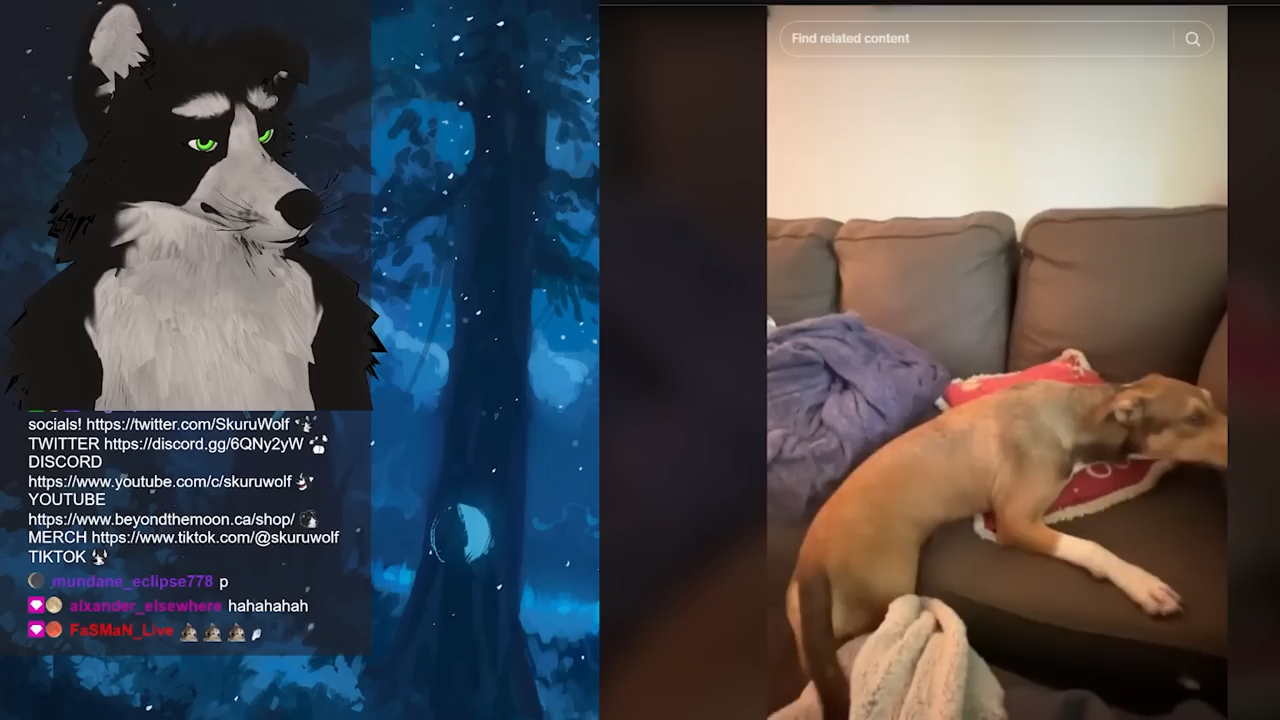 Find related content
socials! https://twitter.com/SkuruWolf
TWITTER https://discord.gg/6QNy2yW
DISCORD
https://www.youtube.com/c/skuruwolf
YOUTUBE
https://www.beyondthemoon.ca/shop/
MERCH https://www.tiktok.com/@skuruwolf
TIKTOK
mundane_eclipse778 p
alxander_elsewhere hahahahah
FaSMaN_Live